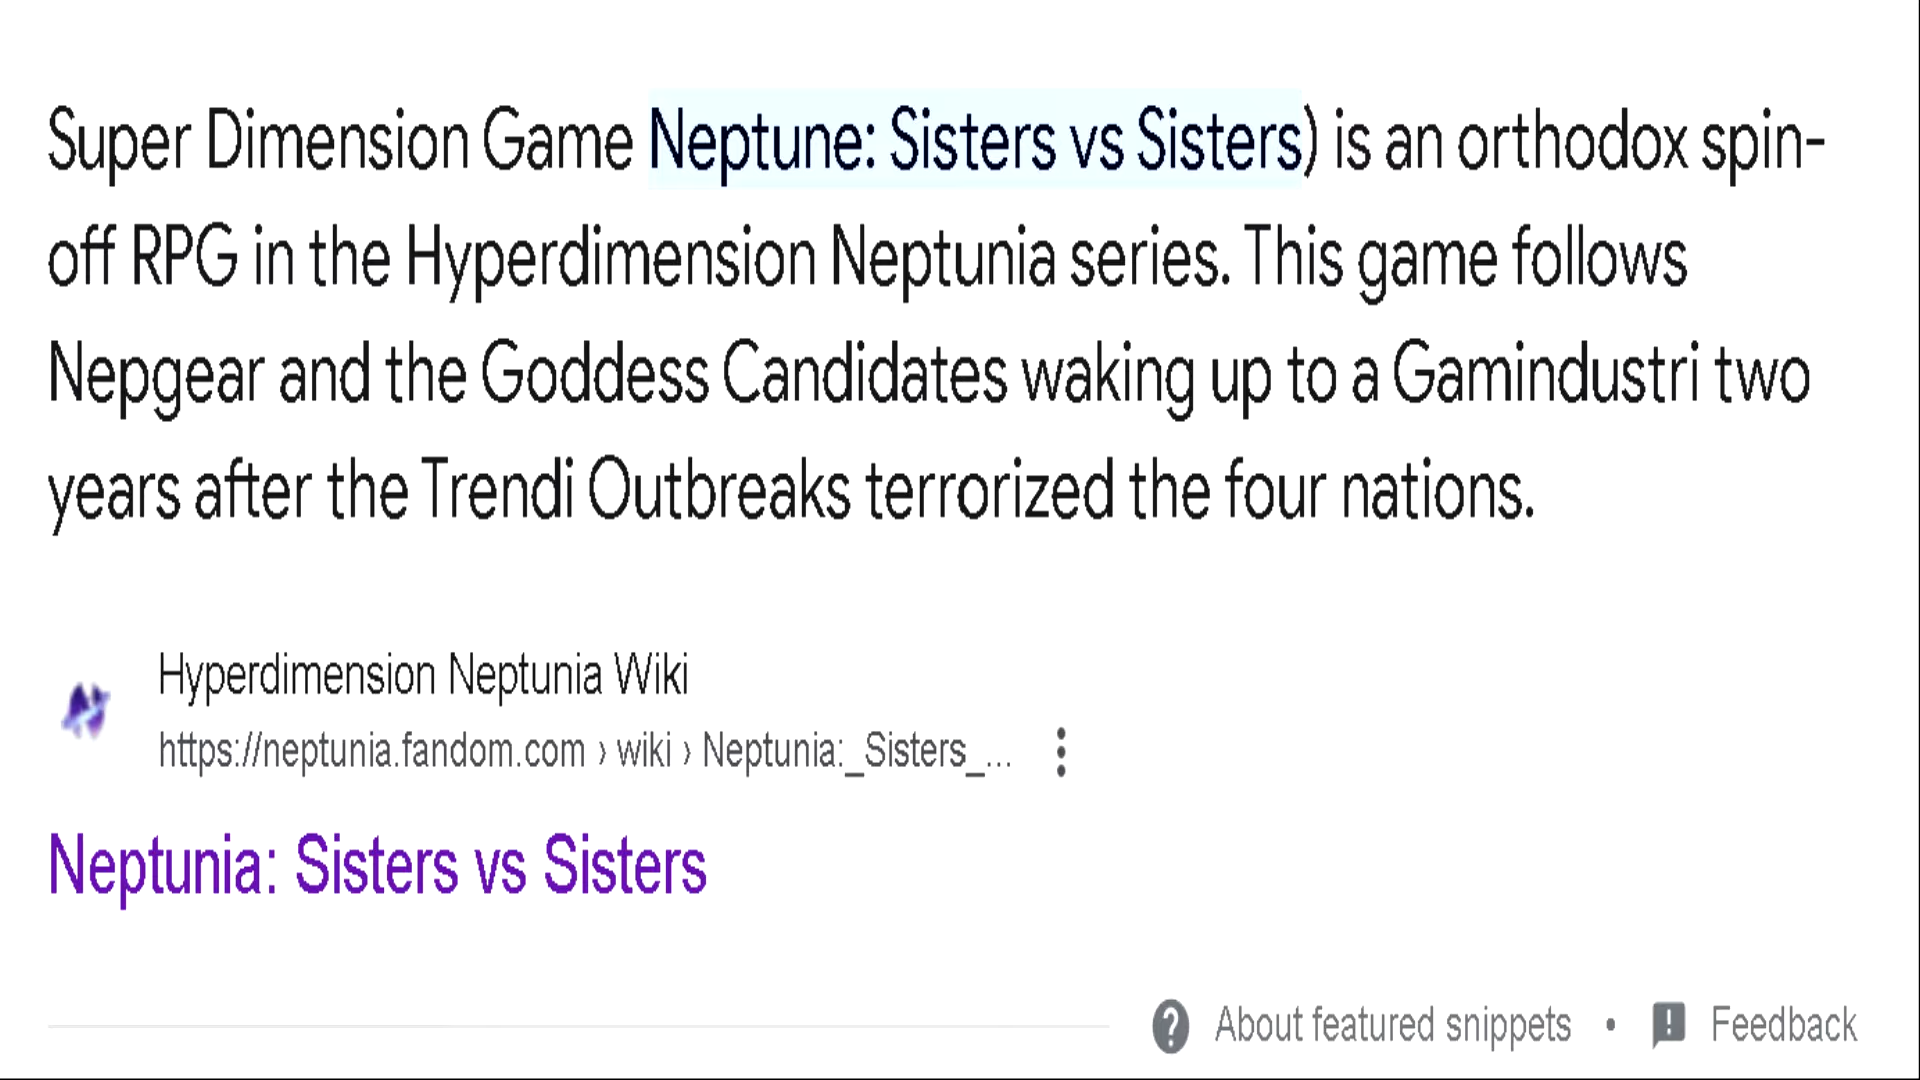 Super Dimension Game Neptune: Sisters vs Sisters) is an orthodox spin-
off RPG in the Hyperdimension Neptunia series. This game follows
Nepgear and the Goddess Candidates waking up to a Gamindustri two
years after the Trendi Outbreaks terrorized the four nations.
Hyperdimension Neptunia Wiki
https://neptunia.fandom.com › wiki › Neptunia:_Sisters_...
Neptunia: Sisters vs Sisters
About featured snippets • Feedback